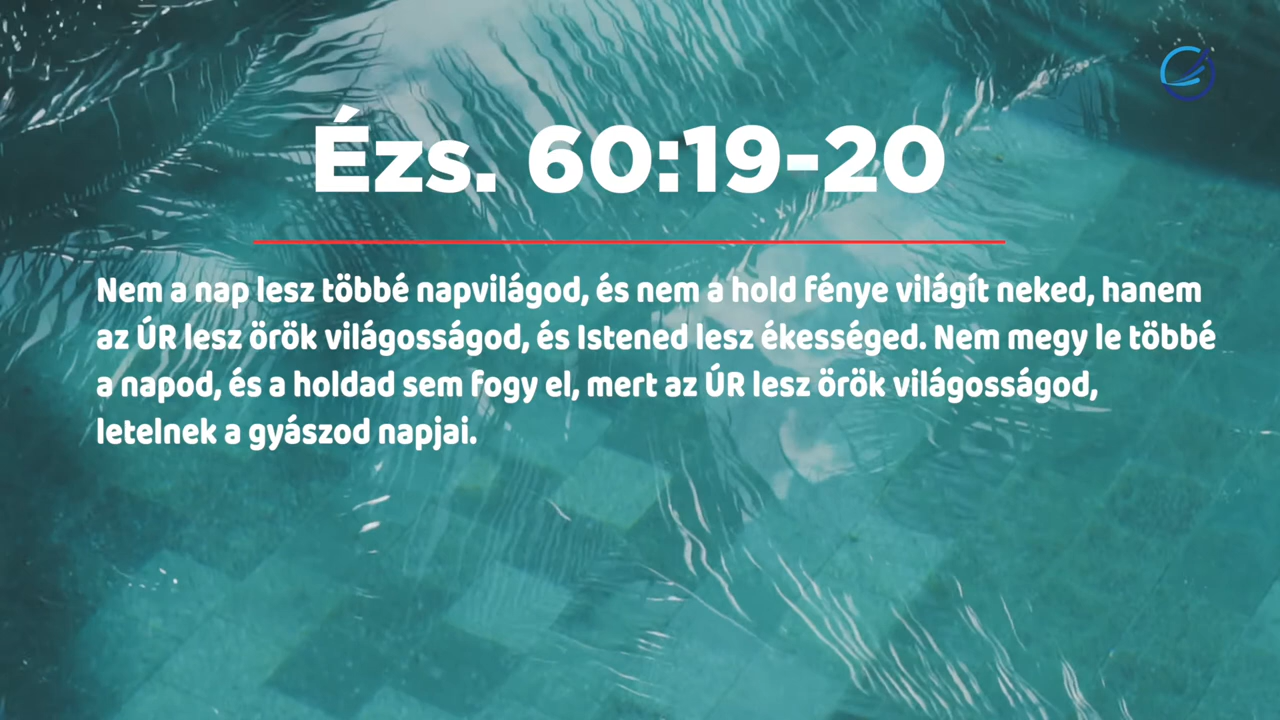 Ézs. 60:19-20
Nem a nap lesz többé napvilágod, és nem a hold fénye világít neked, hanem
az ÚR lesz örök világosságod, és Istened lesz ékességed. Nem megy le többé
a napod, és a holdad sem fogy el, mert az ÚR lesz örök világosságod,
letelnek a gyászod napjai.